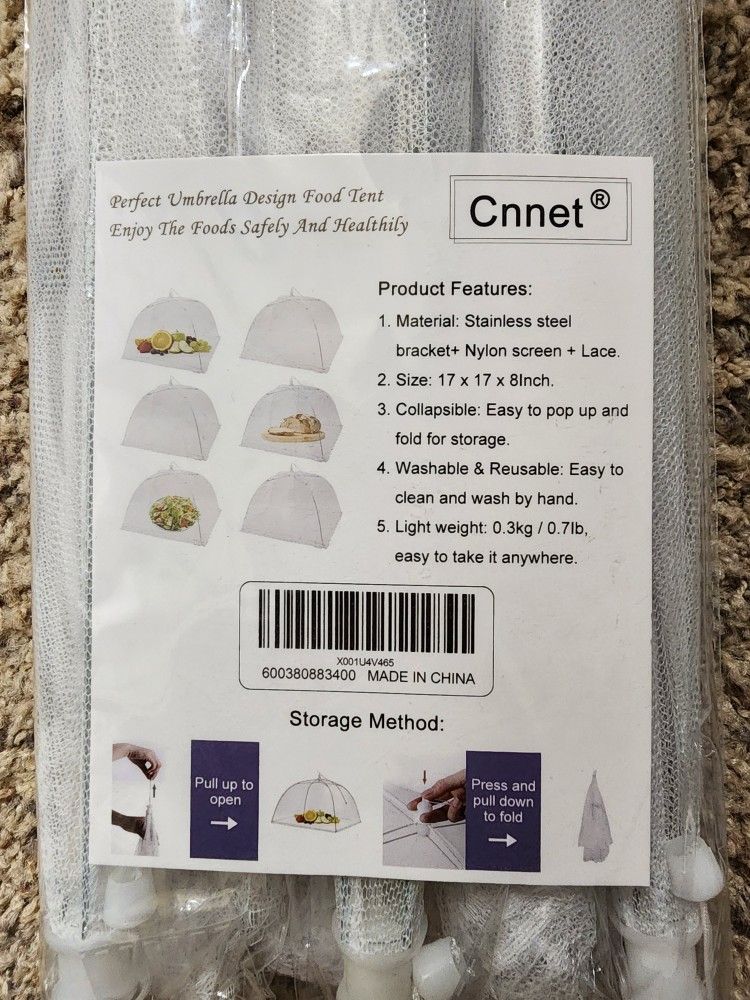 Perfect Umbrella Design Food Tent
Enjoy The Foods Safely And Healthily
Cnnet®
Product Features:
1. Material: Stainless steel
bracket+ Nylon screen + Lace.
2. Size: 17 x 17 x 8Inch.
3. Collapsible: Easy to pop up and
fold for storage.
4. Washable & Reusable: Easy to
clean and wash by hand.
5. Light weight: 0.3kg / 0.7lb,
easy to take it anywhere.
X001U4V465
600380883400 MADE IN CHINA
Storage Method:
Pull up to
open
Press and
pull down
to fold